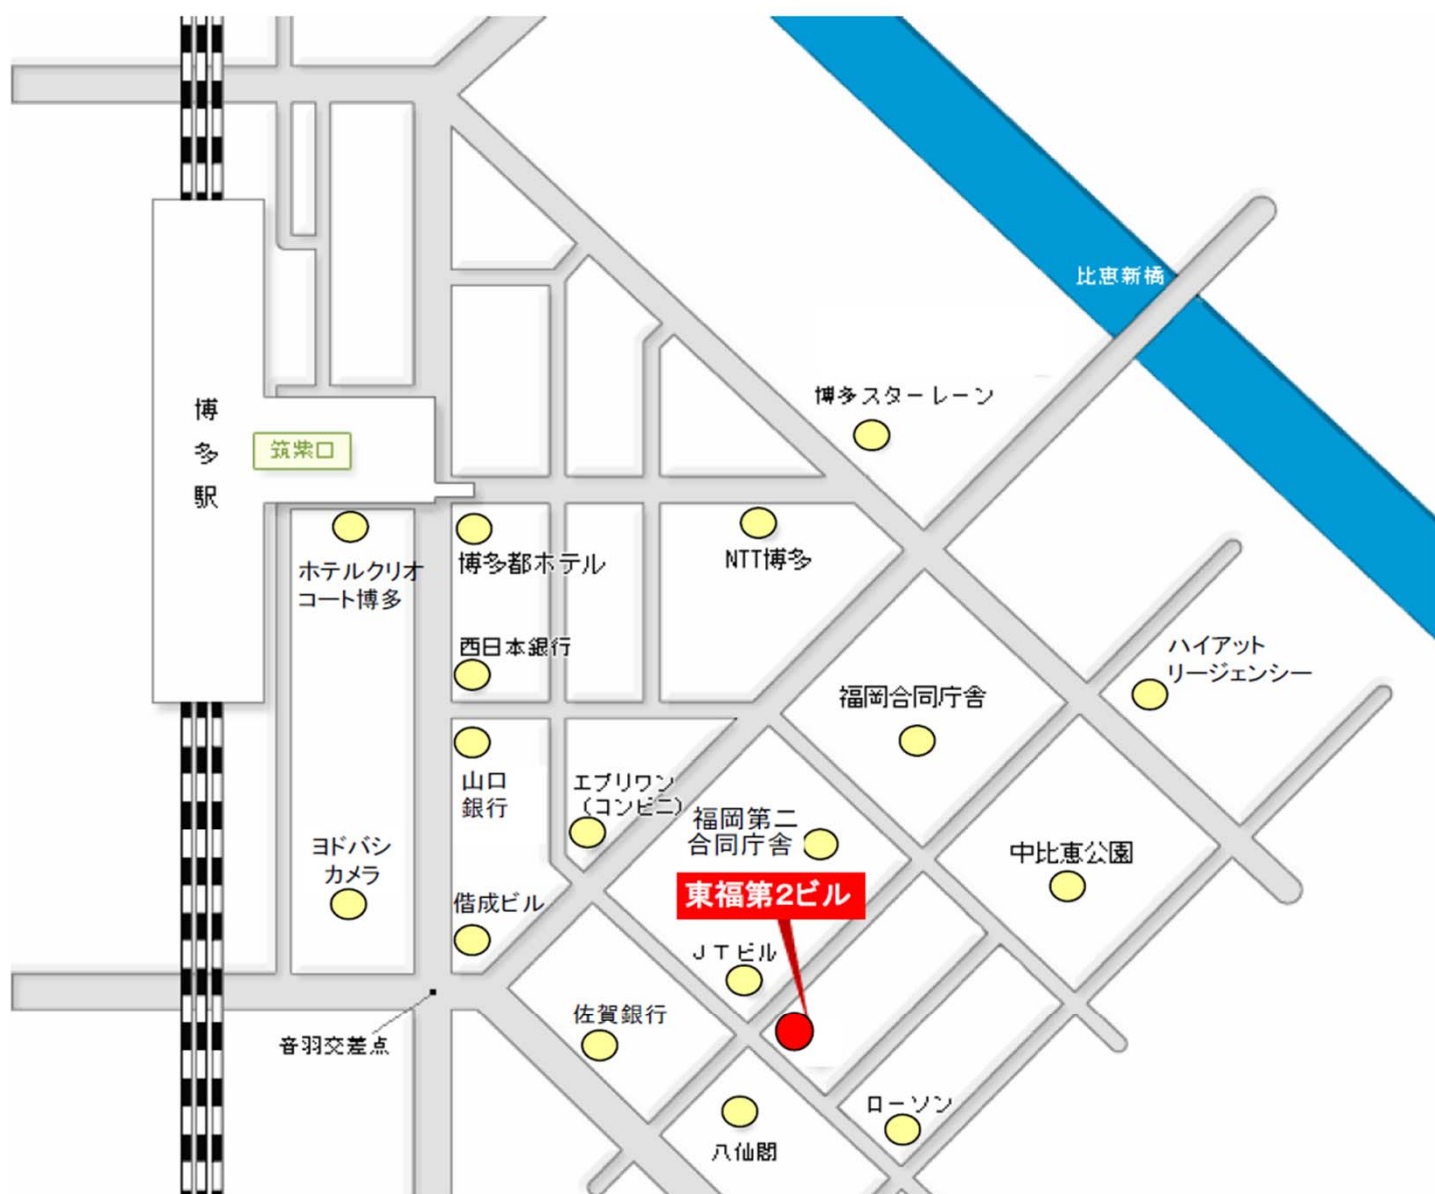 比恵新橋
博多スターレーン
博多駅
筑紫口
ホテルクリオ
コート博多
博多都ホテル
NTT博多
西日本銀行
ハイアット
リージェンシー
福岡合同庁舎
山口
銀行
エブリワン
(コンビニ)
福岡第二
合同庁舎
ヨドバシ
カメラ
中比恵公園
東福第2ビル
偕成ビル
JTビル
佐賀銀行
音羽交差点
ローソン
八仙閣